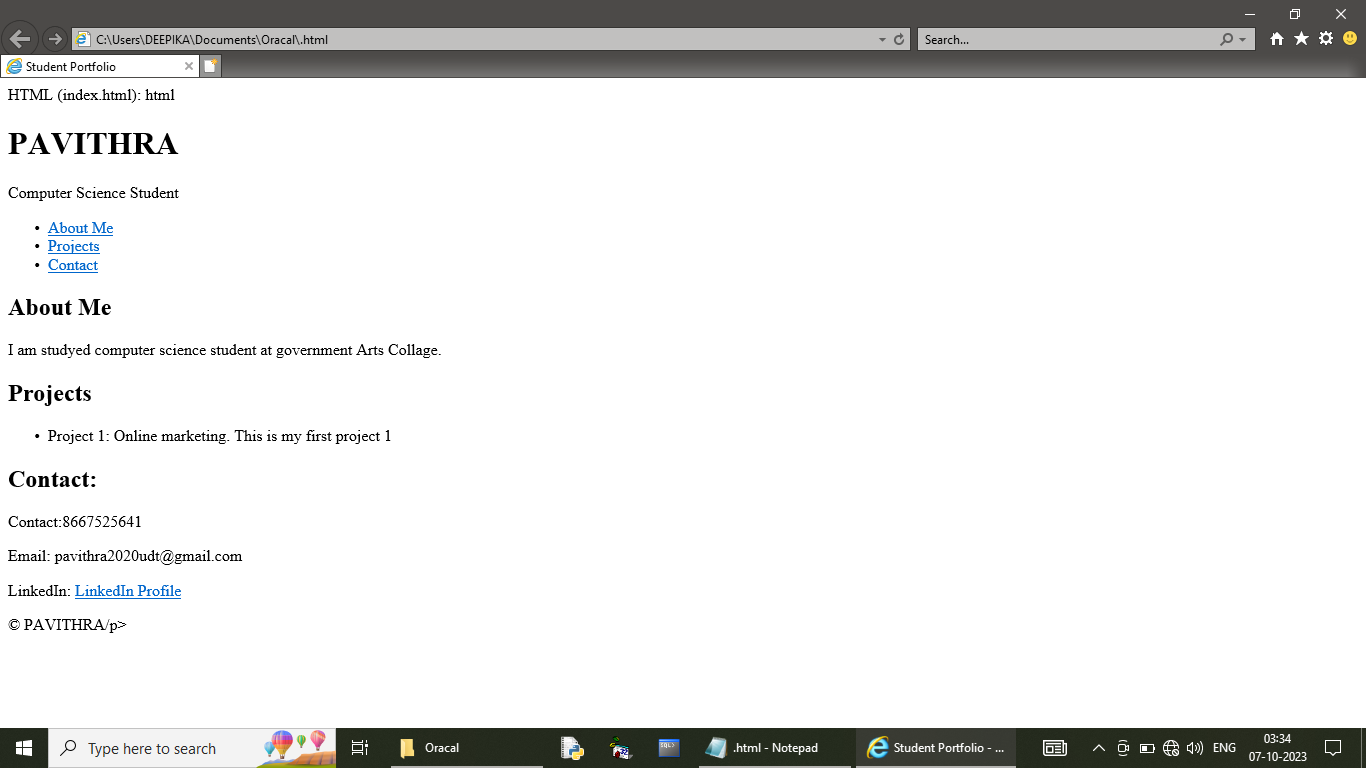 C:\Users\DEEPIKA\Documents\Oracal\.html
Search...
Student Portfolio
HTML (index.html): html
PAVITHRA
Computer Science Student
• About Me
• Projects
• Contact
About Me
I am studyed computer science student at government Arts Collage.
Projects
• Project 1: Online marketing. This is my first project 1
Contact:
Contact:8667525641
Email: pavithra2020udt@gmail.com
LinkedIn: LinkedIn Profile
© PAVITHRA/p>
Type here to search
Oracal
TQL>
.html - Notepad
Student Portfolio - ...
ENG
03:34
07-10-2023